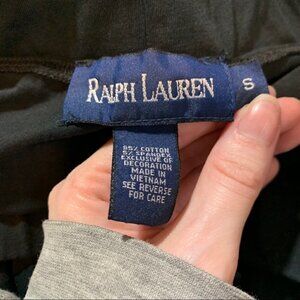 RALPH LAUREN
S
95% COTTON
5% SPANDEX
EXCLUSIVE OF
DECORATION
MADE IN
VIETNAM
SEE REVERSE
FOR CARE